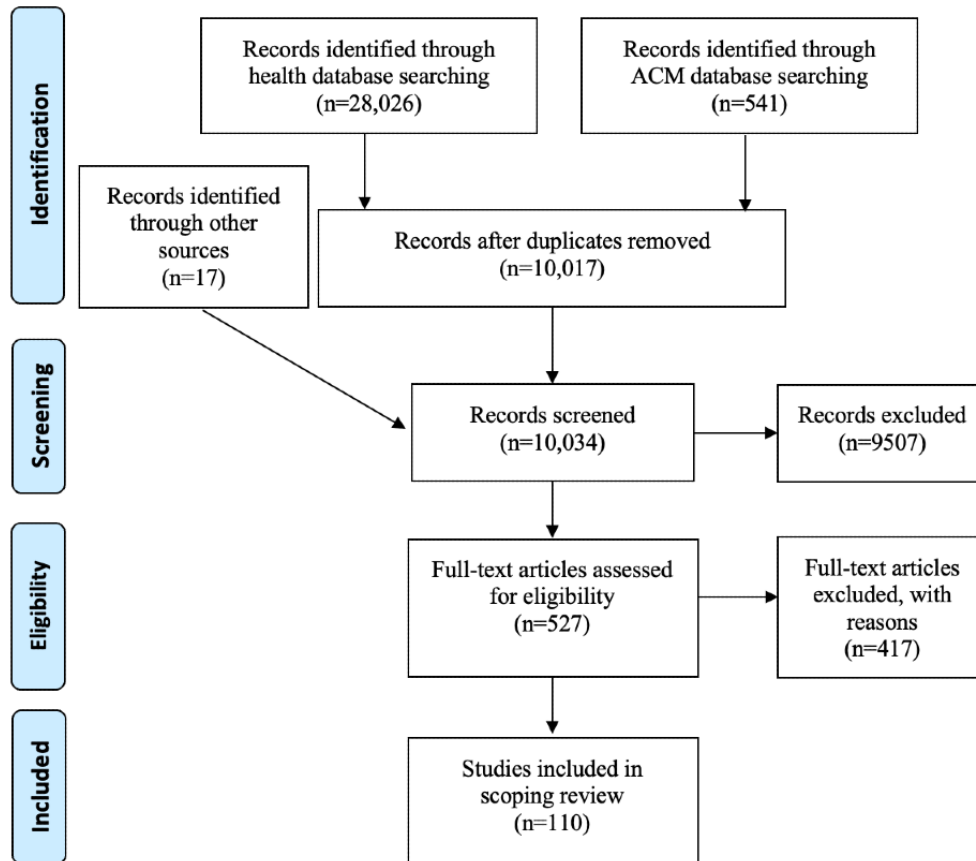 Identification
Records identified through
health database searching
(n=28,026)
Records identified through
ACM database searching
(n=541)
Records identified
through other
sources
(n=17)
Records after duplicates removed
(n=10,017)
Screening
Records screened
(n=10,034)
Records excluded
(n=9507)
Eligibility
Full-text articles assessed
for eligibility
(n=527)
Full-text articles
excluded, with
reasons
(n=417)
Included
Studies included in
scoping review
(n=110)